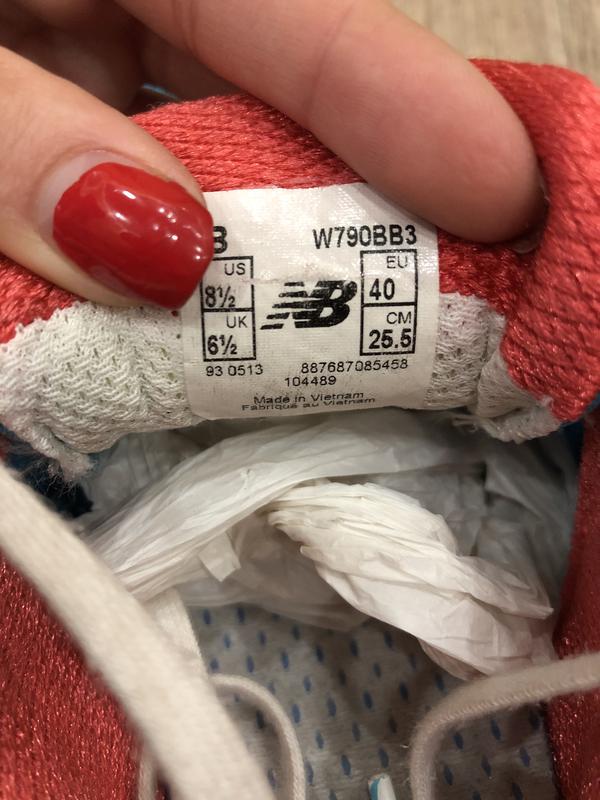 B W790BB3
US EU
8½ NB 40
UK CM
6½ 25.5
93 0513 887687085458
104489
Made in Vietnam
Fabriqué au Vietnam